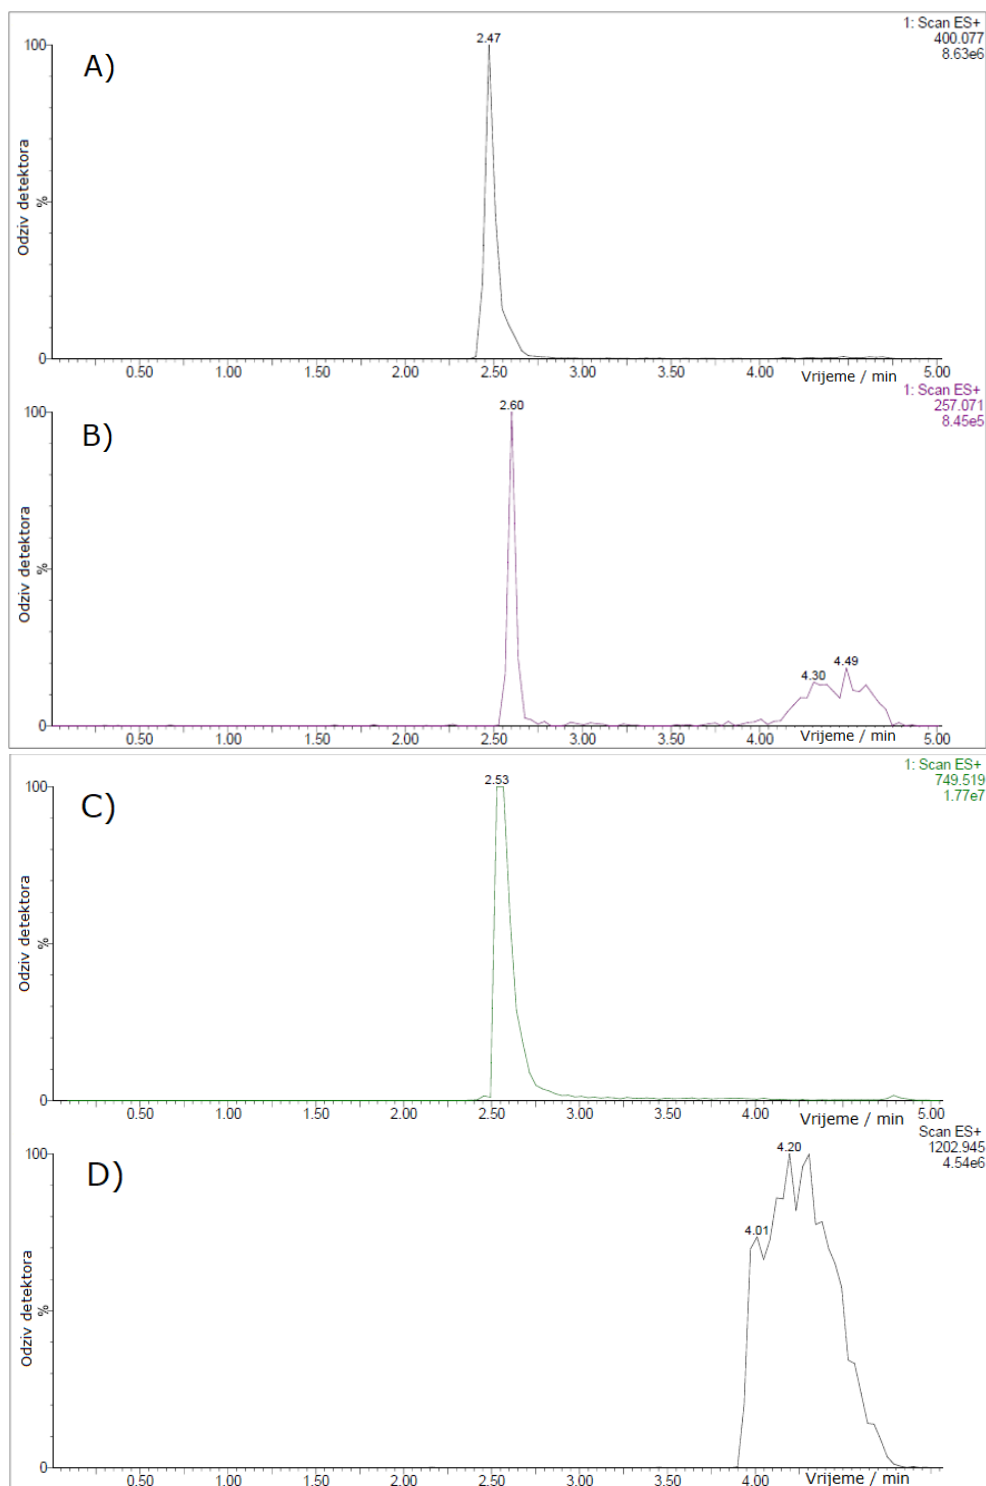 1: Scan ES+
400.077
8.63e6
A)
2.47
100
%
Odziv detektora
0
0.50 1.00 1.50 2.00 2.50 3.00 3.50 4.00 5.00
Vrijeme / min
1: Scan ES+
257.071
8.45e5
B)
2.60
100
%
Odziv detektora
4.30
4.49
0
0.50 1.00 1.50 2.00 2.50 3.00 3.50 4.00 5.00
Vrijeme / min
1: Scan ES+
749.519
1.77e7
C)
2.53
100
%
Odziv detektora
0
0.50 1.00 1.50 2.00 2.50 3.00 3.50 4.00 5.00
Vrijeme / min
Scan ES+
1202.945
4.54e6
D)
4.20
4.01
100
%
Odziv detektora
0
0.50 1.00 1.50 2.00 2.50 3.00 3.50 4.00 5.00
Vrijeme / min